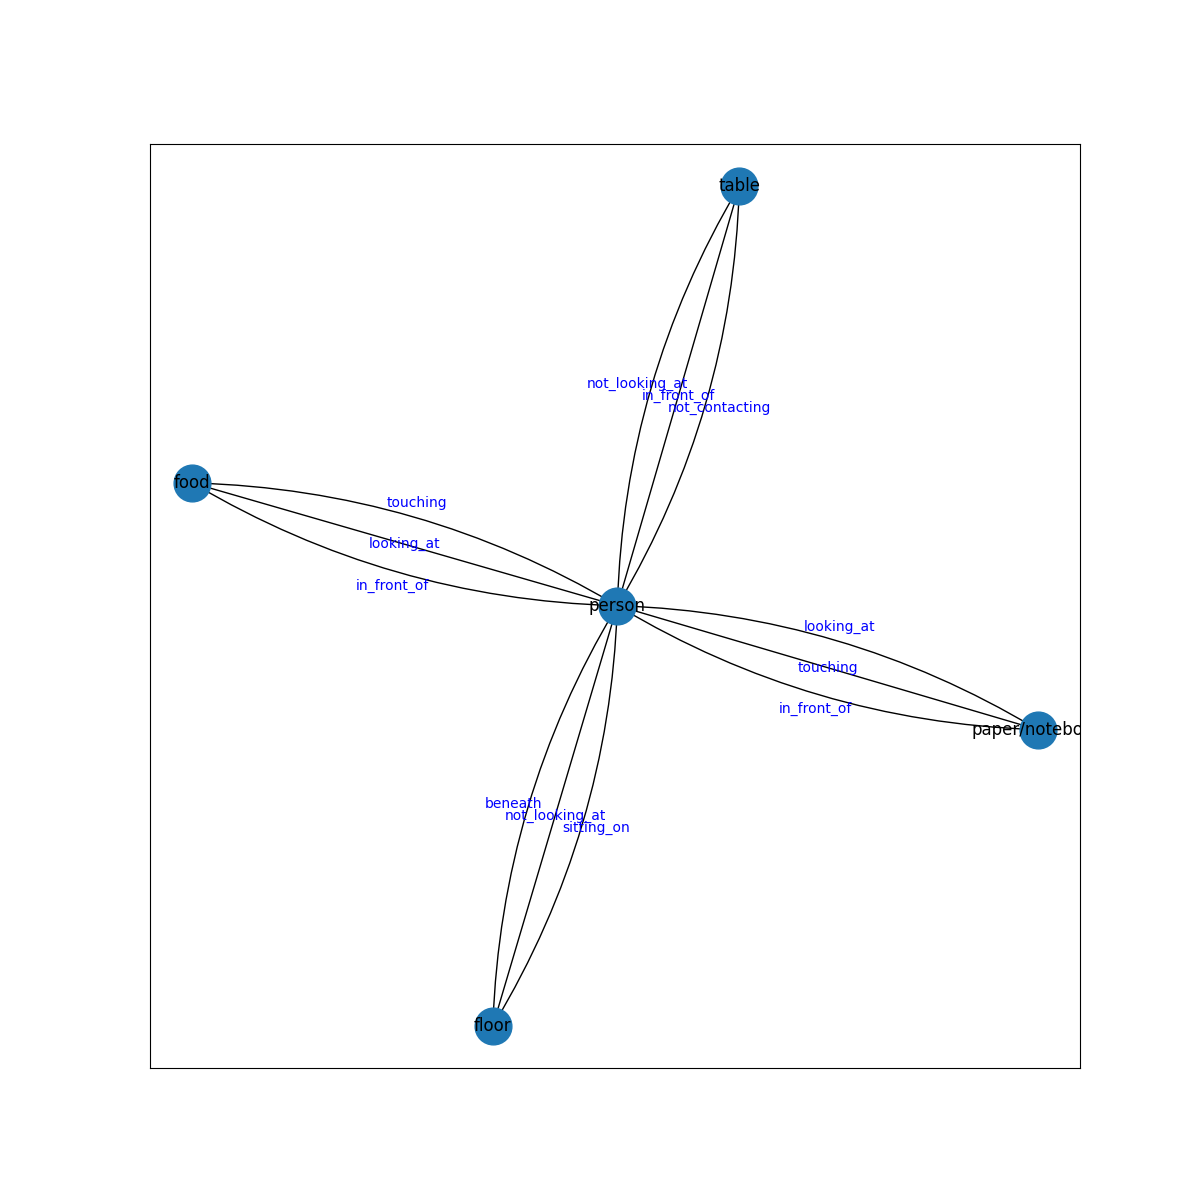 table
not_looking_at
in_front_of
not_contacting
food
touching
looking_at
in_front_of
person
looking_at
touching
in_front_of
paper/notebo
beneath
not_looking_at
sitting_on
floor